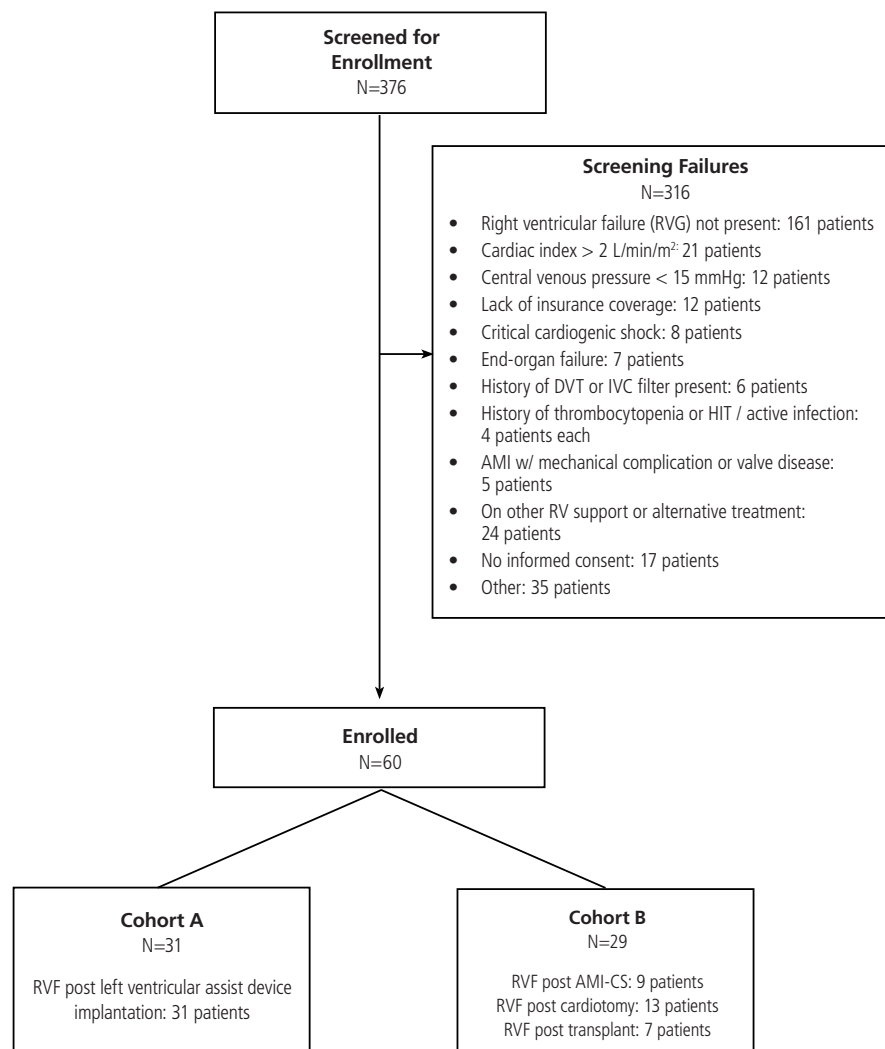 Screened for
Enrollment
N=376
Screening Failures
N=316
• Right ventricular failure (RVG) not present: 161 patients
• Cardiac index > 2 L/min/m²: 21 patients
• Central venous pressure < 15 mmHg: 12 patients
• Lack of insurance coverage: 12 patients
• Critical cardiogenic shock: 8 patients
• End-organ failure: 7 patients
• History of DVT or IVC filter present: 6 patients
• History of thrombocytopenia or HIT / active infection:
4 patients each
• AMI w/ mechanical complication or valve disease:
5 patients
• On other RV support or alternative treatment:
24 patients
• No informed consent: 17 patients
• Other: 35 patients
Enrolled
N=60
Cohort A
N=31
RVF post left ventricular assist device
implantation: 31 patients
Cohort B
N=29
RVF post AMI-CS: 9 patients
RVF post cardiotomy: 13 patients
RVF post transplant: 7 patients